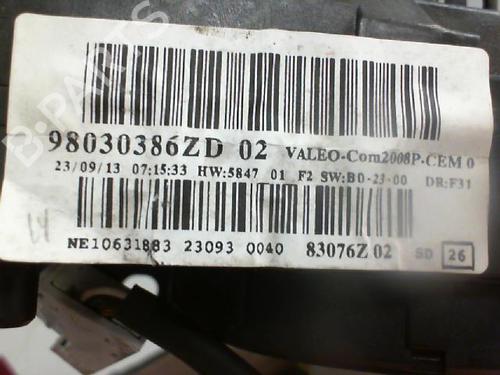 98030386ZD 02 VALEO-Com2008P-CEM 0
23/09/13 07:15:33 HW:5847 01 F2 SW:B0-23-00 DR:F31
NE10631883 23093 0040 83076Z 02 SD 26
B-PARTS